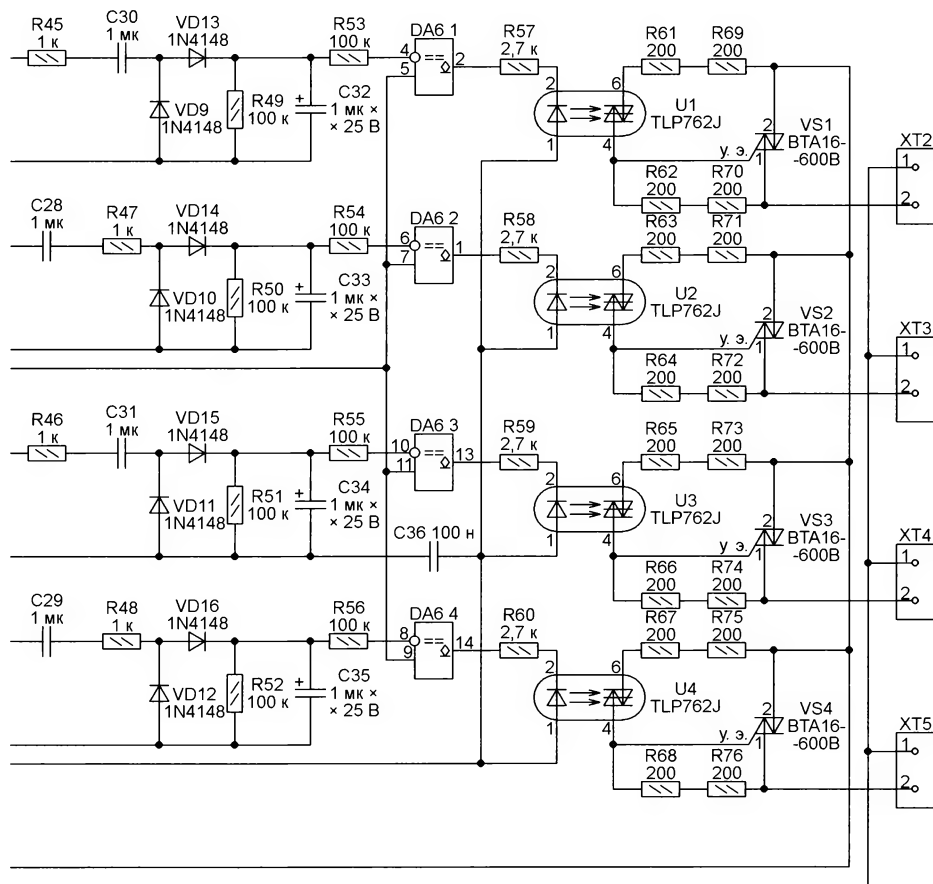 R45
1 к
C30
1 мк
VD13
1N4148
R53
100 к
DA6 1
R57
2,7 к
R61
200
R69
200
4
5
2
==
VD9
1N4148
R49
100 к
+
C32
1 мк ×
× 25 В
2
6
1
4
U1
TLP762J
2
VS1
BTA16-
-600B
у. э.
1
R62
200
R70
200
XT2
1
2
C28
1 мк
R47
1 к
VD14
1N4148
R54
100 к
DA6 2
R58
2,7 к
R63
200
R71
200
6
7
1
==
VD10
1N4148
R50
100 к
+
C33
1 мк ×
× 25 В
2
6
1
4
U2
TLP762J
2
VS2
BTA16-
-600B
у. э.
1
R64
200
R72
200
XT3
1
2
R46
1 к
C31
1 мк
VD15
1N4148
R55
100 к
DA6 3
R59
2,7 к
R65
200
R73
200
10
11
13
==
VD11
1N4148
R51
100 к
+
C34
1 мк ×
× 25 В
C36 100 н
2
6
1
4
U3
TLP762J
2
VS3
BTA16-
-600B
у э.
1
R66
200
R74
200
XT4
1
2
C29
1 мк
R48
1 к
VD16
1N4148
R56
100 к
DA6 4
R60
2,7 к
R67
200
R75
200
8
9
14
==
VD12
1N4148
R52
100 к
+
C35
1 мк ×
× 25 В
2
6
1
4
U4
TLP762J
2
VS4
BTA16-
-600B
у. э.
1
R68
200
R76
200
XT5
1
2